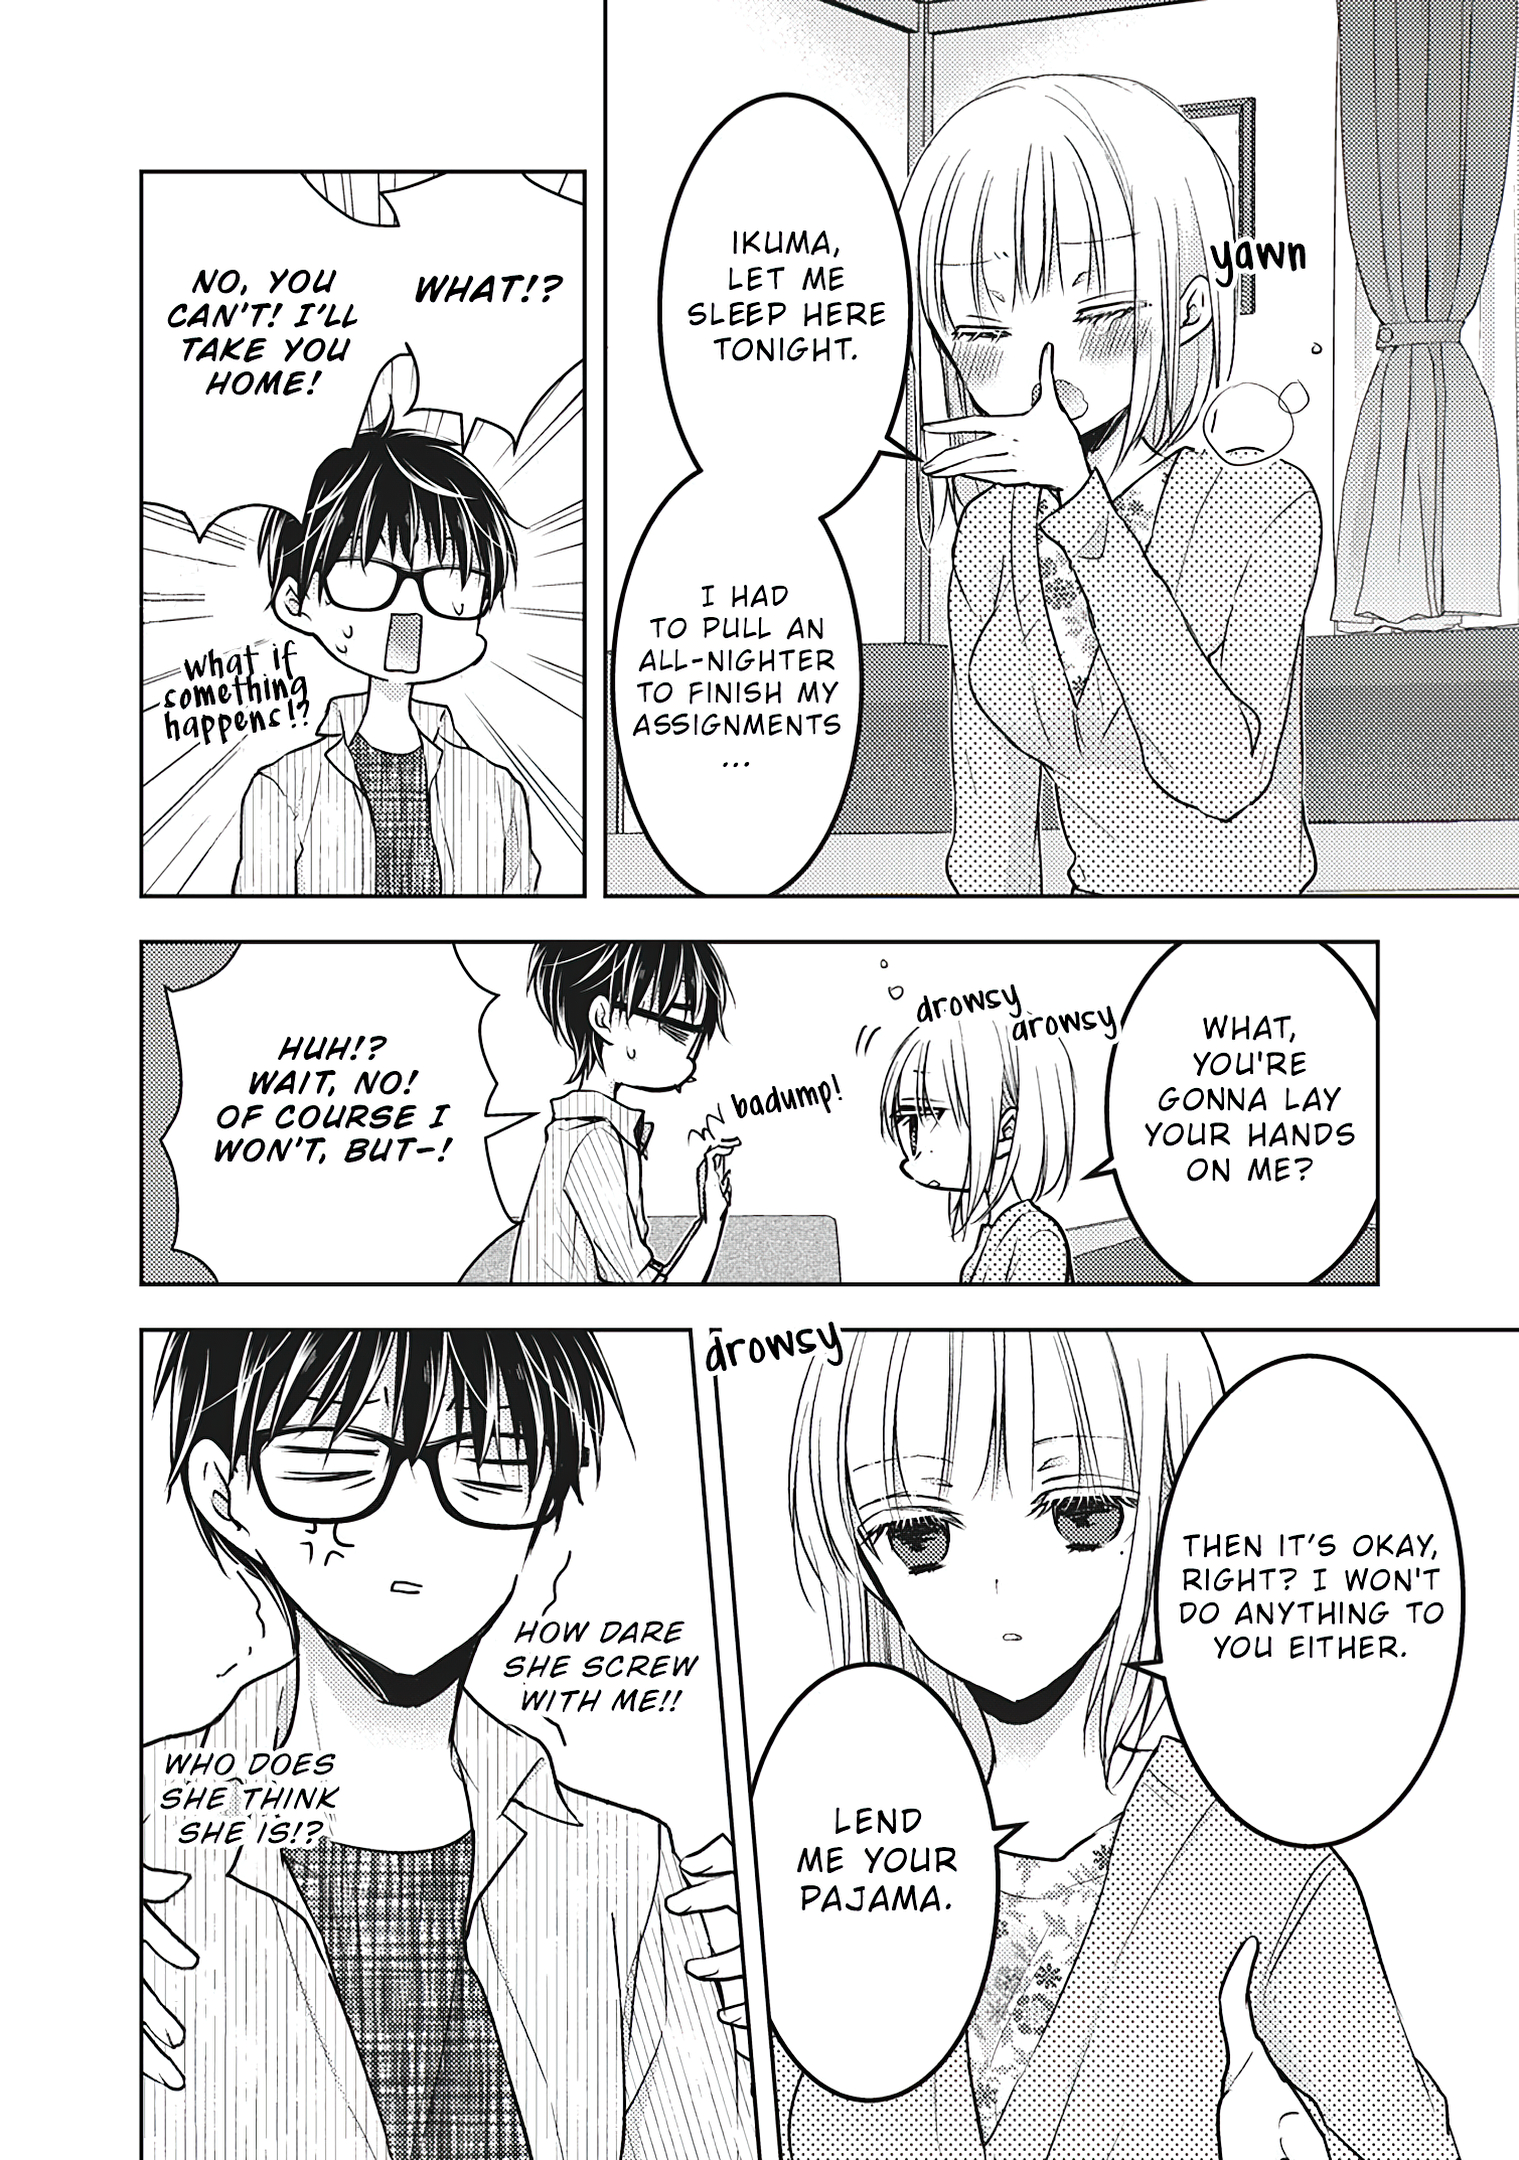 yawn
IKUMA,
LET ME
SLEEP HERE
TONIGHT.
I HAD
TO PULL AN
ALL-NIGHTER
TO FINISH MY
ASSIGNMENTS
...
WHAT!?
NO, YOU
CAN'T! I'LL
TAKE YOU
HOME!
what if
something
happens!?
WHAT,
YOU'RE
GONNA LAY
YOUR HANDS
ON ME?
drowsy
drowsy
badump!
HUH!?
WAIT, NO!
OF COURSE I
WON'T, BUT-!
THEN IT'S OKAY,
RIGHT? I WON'T
DO ANYTHING TO
YOU EITHER.
drowsy
LEND
ME YOUR
PAJAMA.
HOW DARE
SHE SCREW
WITH ME!!
WHO DOES
SHE THINK
SHE IS!?